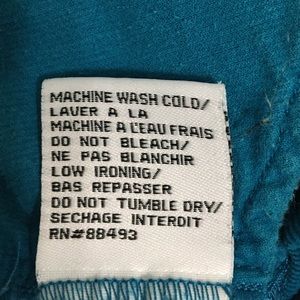 MACHINE WASH COLD/
LAVER A LA
MACHINE A L'EAU FRAIS
DO NOT BLEACH/
NE PAS BLANCHIR
LOW IRONING/
BAS REPASSER
DO NOT TUMBLE DRY/
SECHAGE INTERDIT
RN#88493